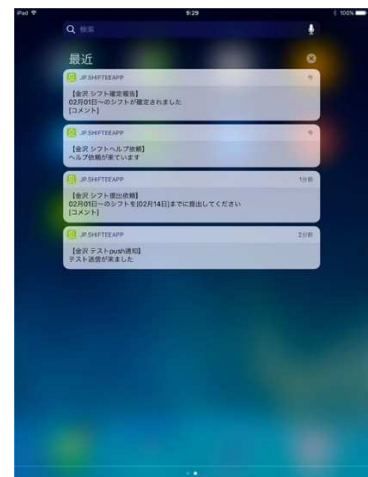 iPad
9:29
100%
検索
最近
JP.SHIFTEEAPP
今
【金沢 シフト確定報告】
02月01日〜のシフトが確定されました
[コメント]
JP.SHIFTEEAPP
今
【金沢 シフトヘルプ依頼】
ヘルプ依頼が来ています
JP.SHIFTEEAPP
1分前
【金沢 シフト提出依頼】
02月01日〜のシフトを[02月14日]までに提出してください
[コメント]
JP.SHIFTEEAPP
2分前
【金沢 テストpush通知】
テスト送信が来ました